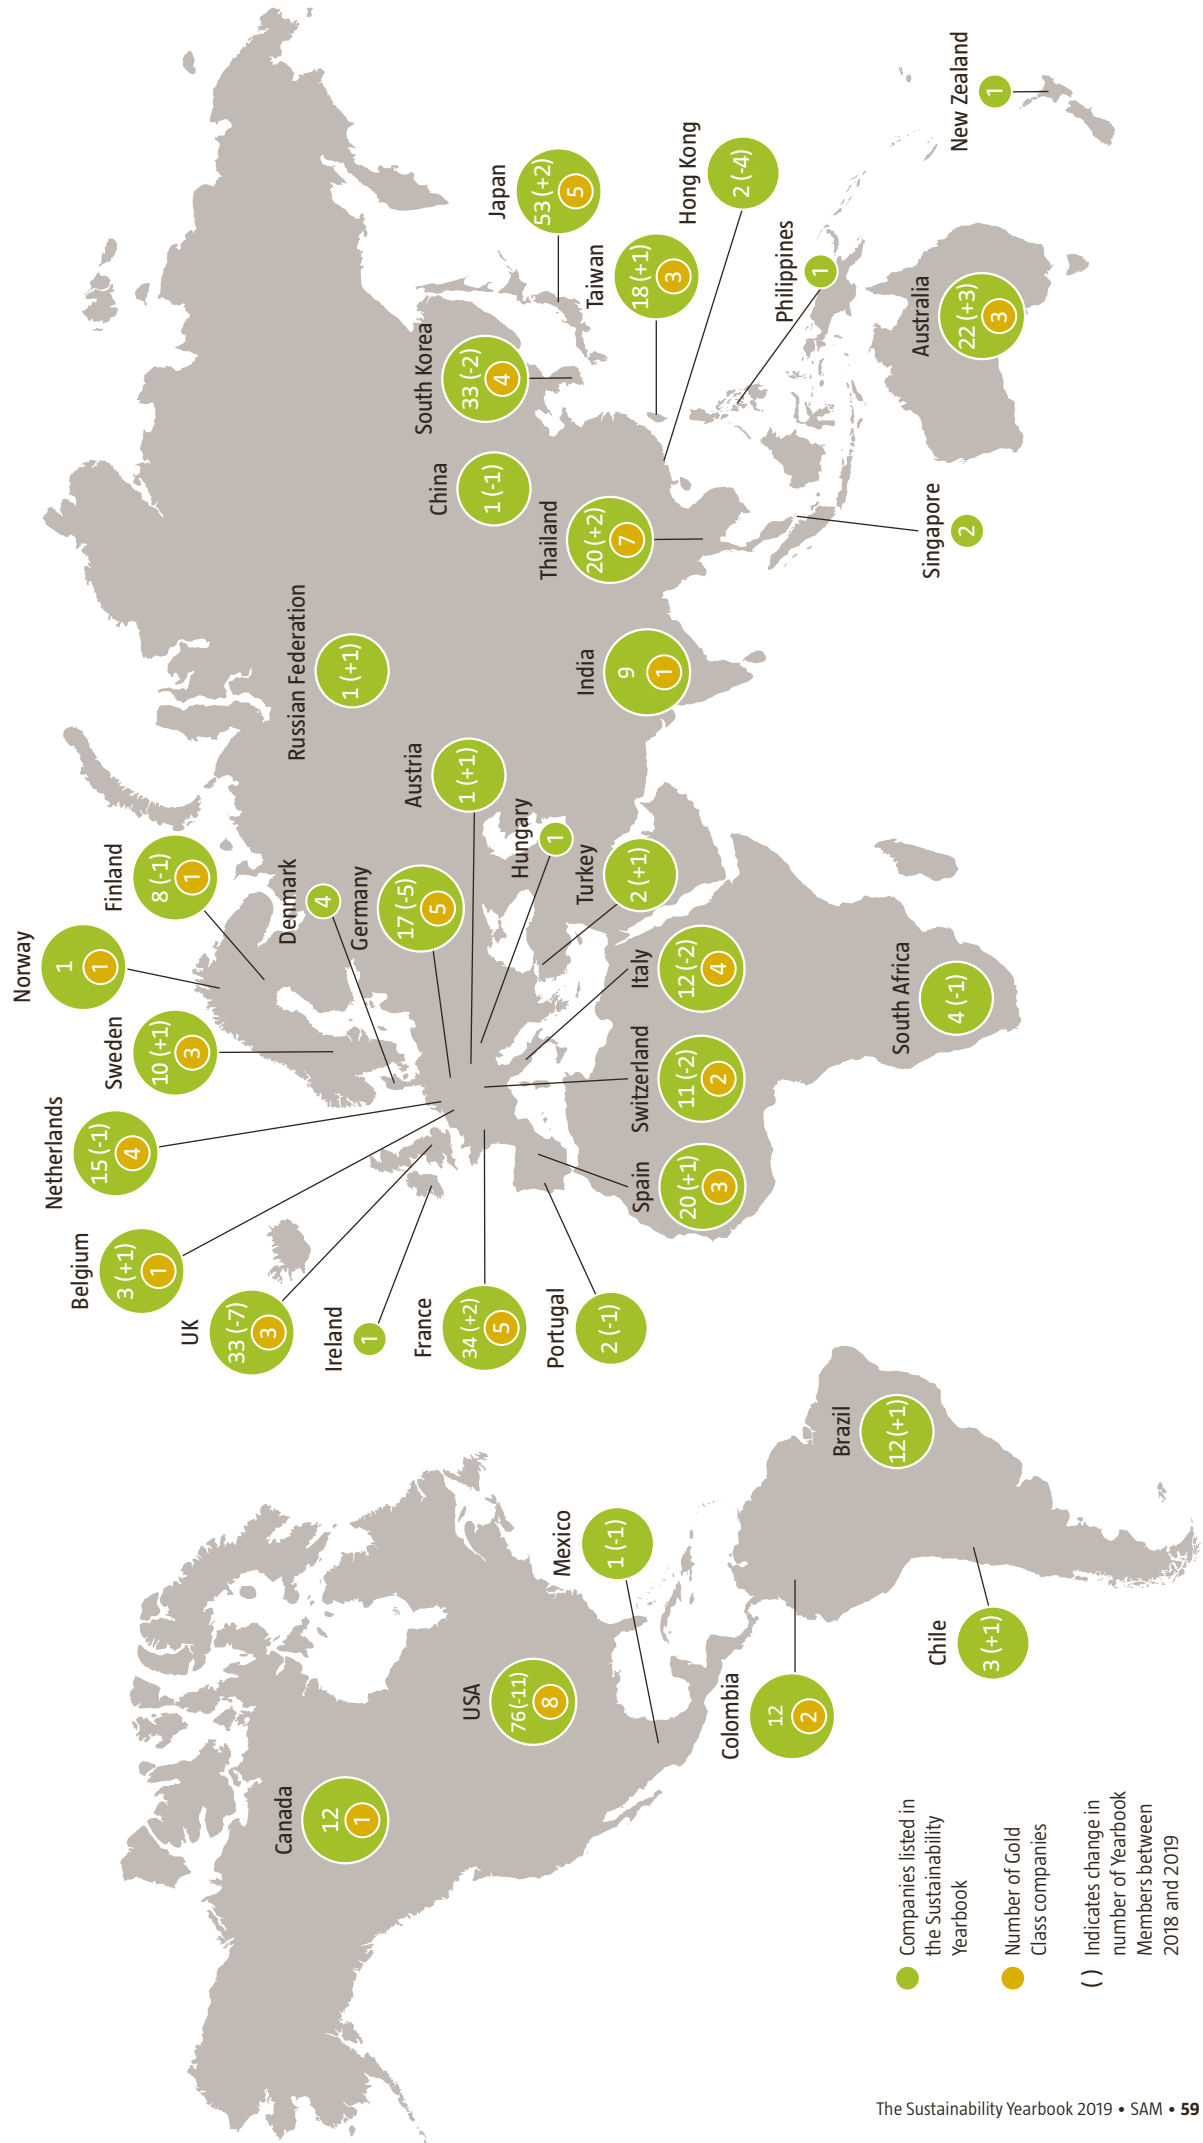 Canada
12
1
USA
76(-11)
8
Mexico
1 (-1)
Colombia
12
2
Chile
3 (+1)
Brazil
12 (+1)
Norway
1
1
Finland
8 (-1)
1
Sweden
10 (+1)
3
Netherlands
15 (-1)
4
Belgium
3 (+1)
1
UK
33 (-7)
3
Ireland
1
France
34 (+2)
5
Portugal
2 (-1)
Spain
20 (+1)
3
Switzerland
11 (-2)
2
Italy
12 (-2)
4
Denmark
4
Germany
17 (-5)
5
Austria
1 (+1)
Hungary
1
Turkey
2 (+1)
South Africa
4 (-1)
Russian Federation
1 (+1)
India
9
1
China
1 (-1)
Thailand
20 (+2)
7
South Korea
33 (-2)
4
Japan
53 (+2)
5
Taiwan
18 (+1)
3
Hong Kong
2 (-4)
Philippines
1
Singapore
2
Australia
22 (+3)
3
New Zealand
1
Companies listed in
the Sustainability
Yearbook
Number of Gold
Class companies
( ) Indicates change in
number of Yearbook
Members between
2018 and 2019
The Sustainability Yearbook 2019 • SAM • 59